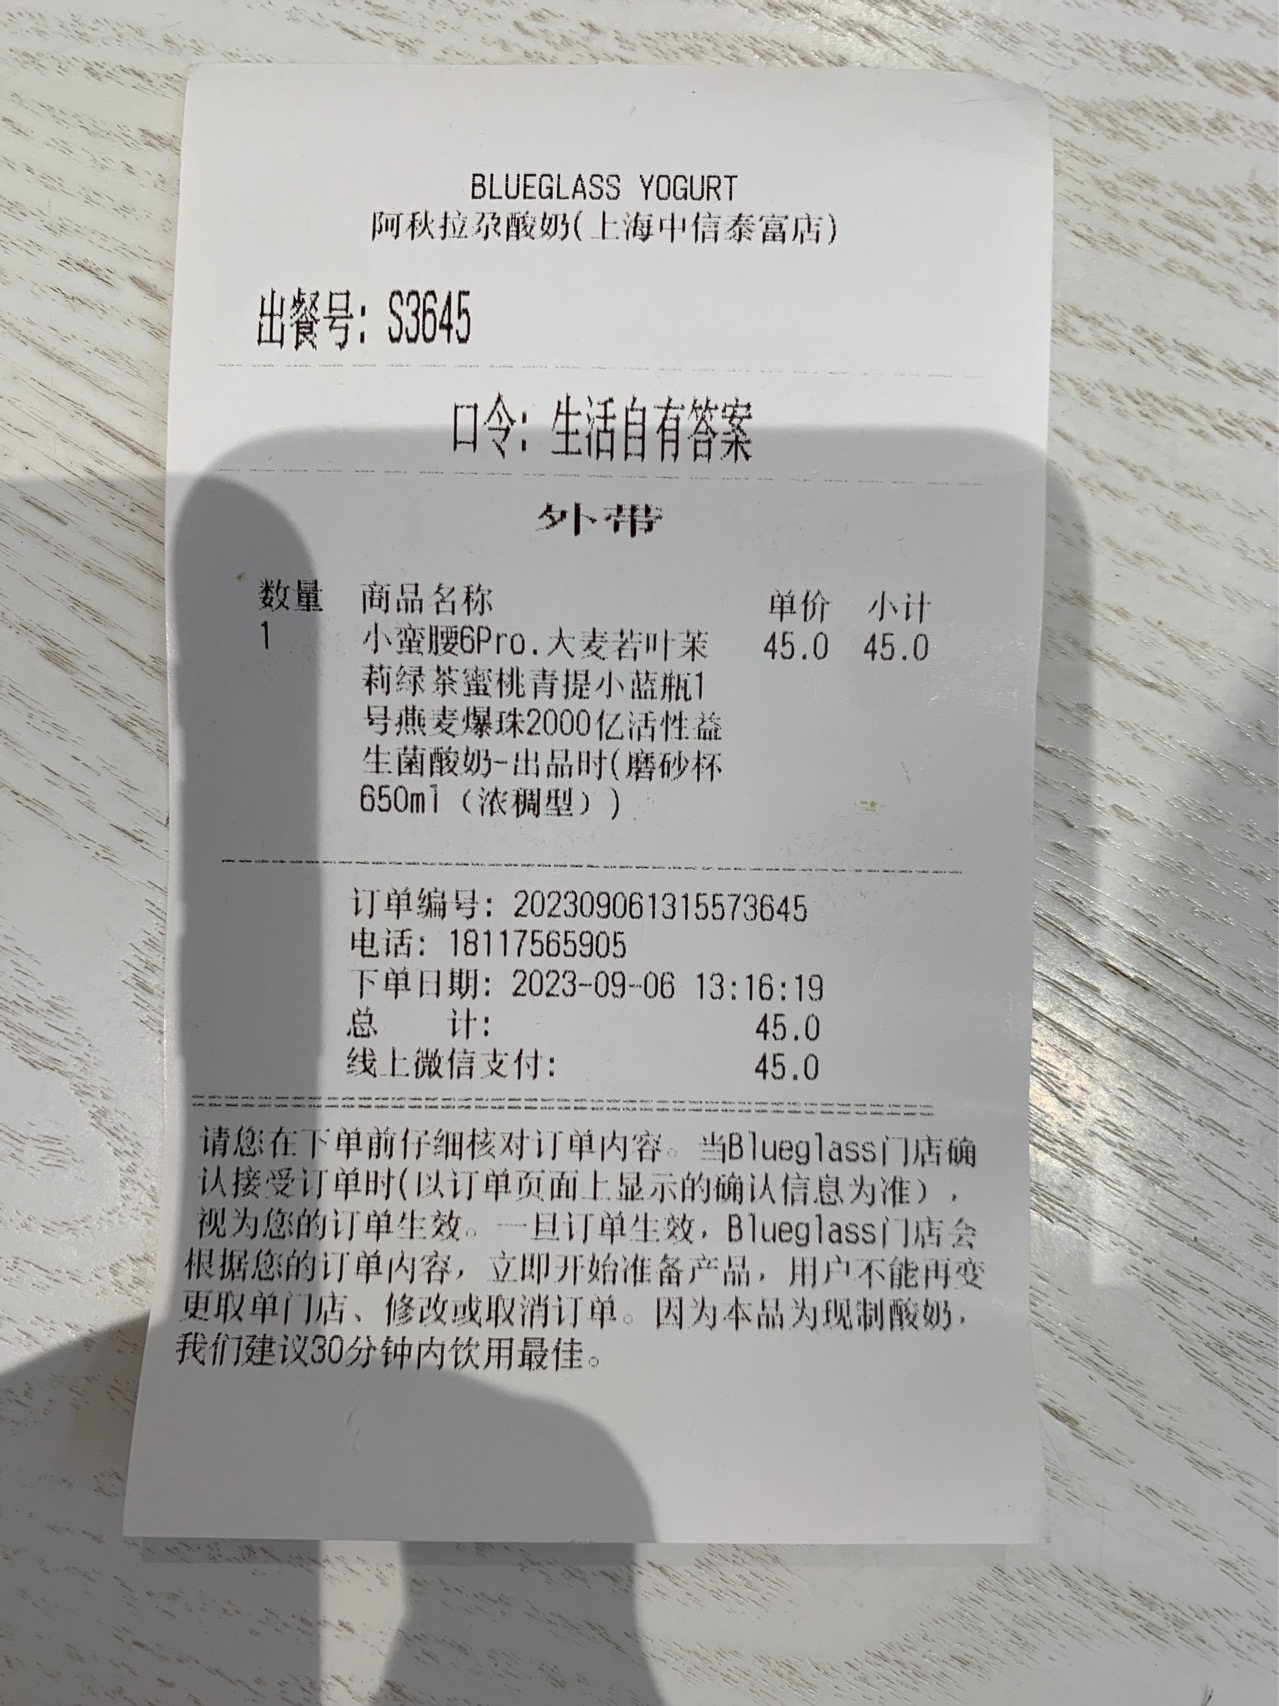 BLUEGLASS YOGURT
阿秋拉尕酸奶(上海中信泰富店)
出餐号: S3645
口令: 生活自有答案
外带
数量 商品名称 单价 小计
1 小蛮腰6Pro.大麦若叶茉 45.0 45.0
莉绿茶蜜桃青提小蓝瓶1
号燕麦爆珠2000亿活性益
生菌酸奶-出品时(磨砂杯
650ml（浓稠型）)
订单编号: 202309061315573645
电话: 18117565905
下单日期: 2023-09-06 13:16:19
总 计: 45.0
线上微信支付: 45.0
请您在下单前仔细核对订单内容。当Blueglass门店确
认接受订单时(以订单页面上显示的确认信息为准），
视为您的订单生效。一旦订单生效，Blueglass门店会
根据您的订单内容，立即开始准备产品，用户不能再变
更取单门店、修改或取消订单。因为本品为现制酸奶，
我们建议30分钟内饮用最佳。